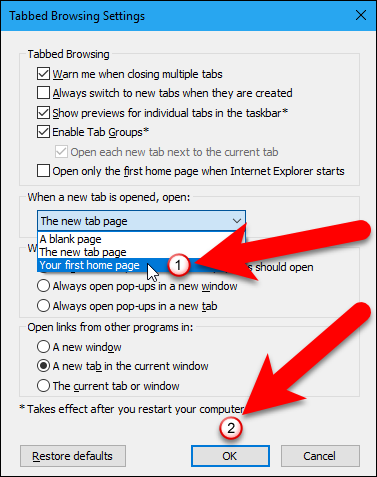 Tabbed Browsing Settings
Tabbed Browsing
Warn me when closing multiple tabs
Always switch to new tabs when they are created
Show previews for individual tabs in the taskbar*
Enable Tab Groups*
Open each new tab next to the current tab
Open only the first home page when Internet Explorer starts
When a new tab is opened, open:
The new tab page
A blank page
The new tab page
Your first home page
1
should open
Always open pop-ups in a new window
Always open pop-ups in a new tab
Open links from other programs in:
A new window
A new tab in the current window
The current tab or window
* Takes effect after you restart your computer
2
Restore defaults
OK
Cancel